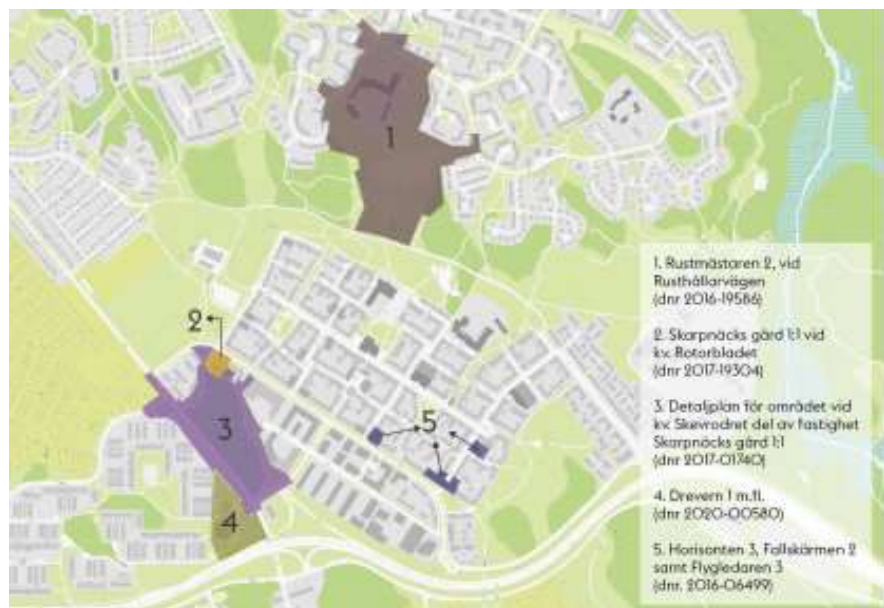 1
2
3
5
4
1. Rustmästaren 2, vid
Rusthållarvägen
(dnr 2016-19586)
2. Skarpnäcks gård 1:1 vid
kv. Rotorbladet
(dnr 2017-19304)
3. Detaljplan för området vid
kv. Skevrodret del av fastighet
Skarpnäcks gård 1:1
(dnr 2017-01740)
4. Drevern 1 m.fl.
(dnr 2020-00580)
5. Horisonten 3, Fallskärmen 2
samt Flygledaren 3
(dnr. 2016-06499)